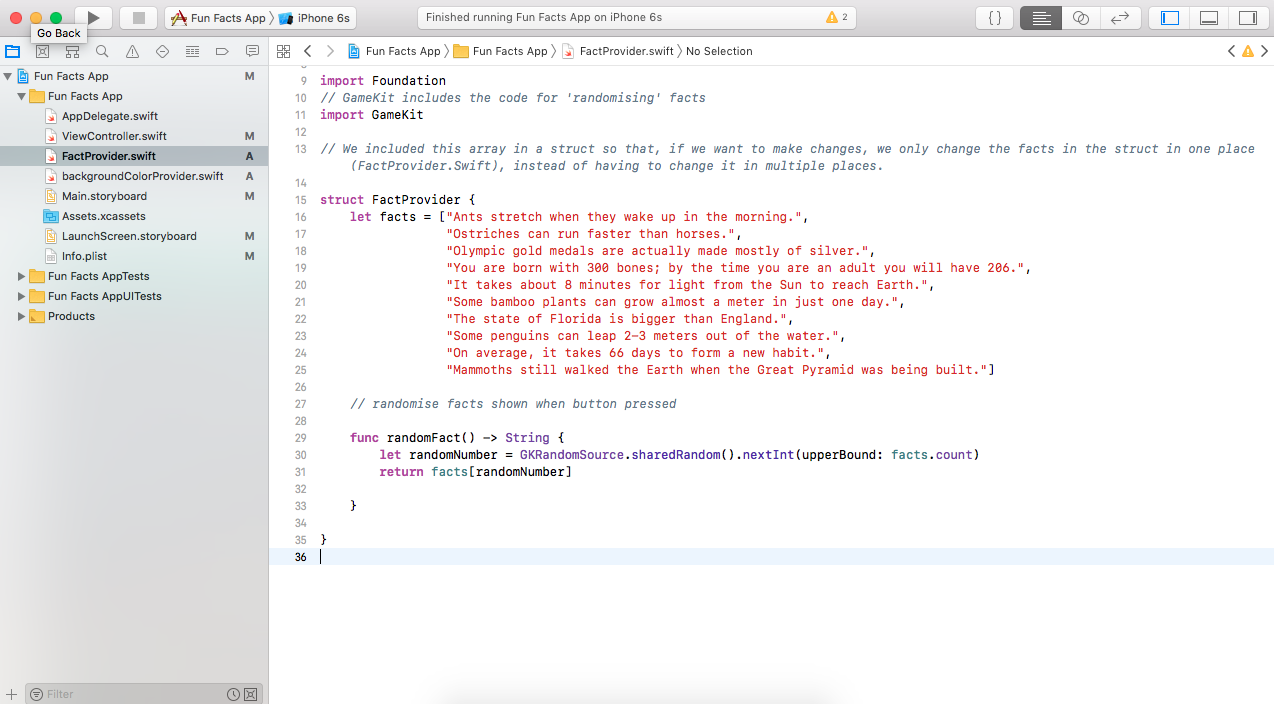 Fun Facts App iPhone 6s
Finished running Fun Facts App on iPhone 6s
2
{}
Go Back
Fun Facts App Fun Facts App FactProvider.swift No Selection
Fun Facts App M
Fun Facts App
AppDelegate.swift
ViewController.swift M
FactProvider.swift A
backgroundColorProvider.swift A
Main.storyboard M
Assets.xcassets
LaunchScreen.storyboard M
Info.plist M
Fun Facts AppTests
Fun Facts AppUITests
Products
Filter
9 import Foundation
10 // GameKit includes the code for 'randomising' facts
11 import GameKit
12
13 // We included this array in a struct so that, if we want to make changes, we only change the facts in the struct in one place
(FactProvider.Swift), instead of having to change it in multiple places.
14
15 struct FactProvider {
16 let facts = ["Ants stretch when they wake up in the morning.",
17 "Ostriches can run faster than horses.",
18 "Olympic gold medals are actually made mostly of silver.",
19 "You are born with 300 bones; by the time you are an adult you will have 206.",
20 "It takes about 8 minutes for light from the Sun to reach Earth.",
21 "Some bamboo plants can grow almost a meter in just one day.",
22 "The state of Florida is bigger than England.",
23 "Some penguins can leap 2-3 meters out of the water.",
24 "On average, it takes 66 days to form a new habit.",
25 "Mammoths still walked the Earth when the Great Pyramid was being built."]
26
27 // randomise facts shown when button pressed
28
29 func randomFact() -> String {
30 let randomNumber = GKRandomSource.sharedRandom().nextInt(upperBound: facts.count)
31 return facts[randomNumber]
32
33 }
34
35 }
36